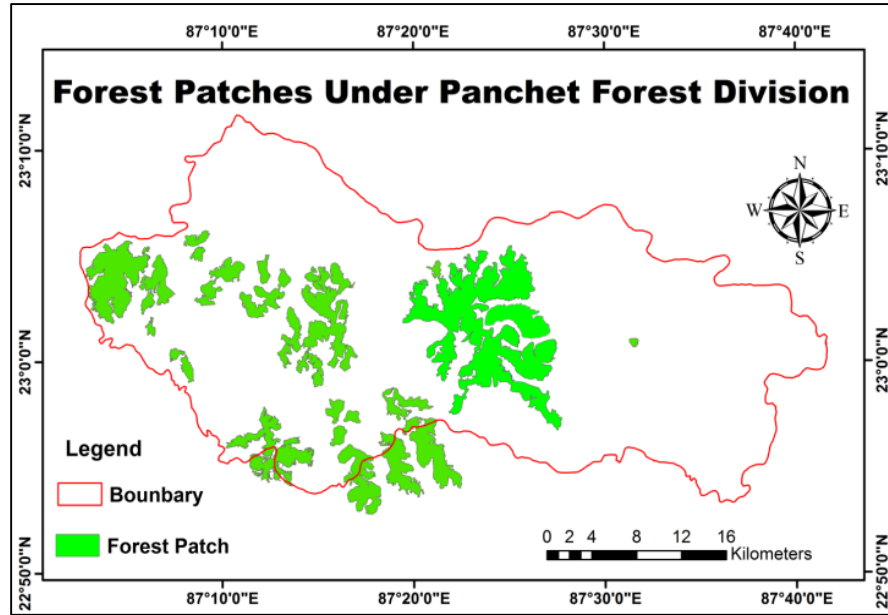 87°10'0"E 87°20'0"E 87°30'0"E 87°40'0"E
Forest Patches Under Panchet Forest Division
23°10'0"N 23°10'0"N
N
W E
S
23°0'0"N 23°0'0"N
Legend
Bounbary
Forest Patch
0 2 4 8 12 16
Kilometers
22°50'0"N 22°50'0"N
87°10'0"E 87°20'0"E 87°30'0"E 87°40'0"E